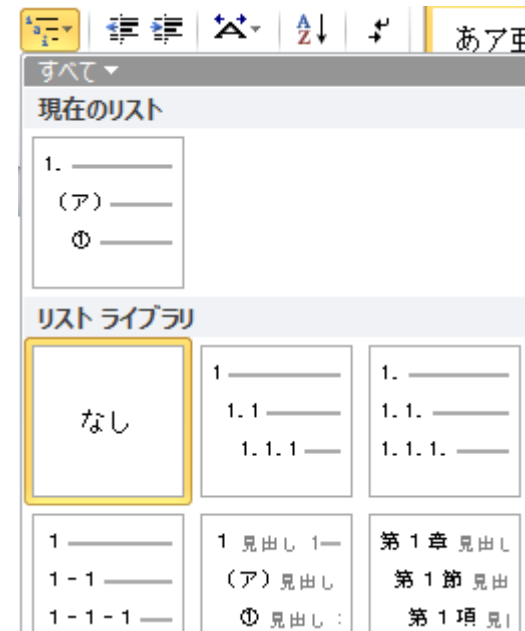 あア亜
すべて
現在のリスト
1.
(ア)
①
リスト ライブラリ
なし
1
1.1
1.1.1
1.
1.1.
1.1.1.
1
1-1
1-1-1
1 見出し 1
(ア) 見出し
① 見出し
第1章 見出し
第1節 見出
第1項 見